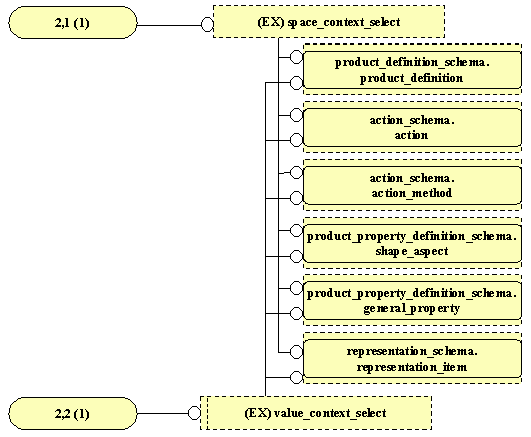 2,1 (1)
(EX) space_context_select
product_definition_schema.
product_definition
action_schema.
action
action_schema.
action_method
product_property_definition_schema.
shape_aspect
product_property_definition_schema.
general_property
representation_schema.
representation_item
2,2 (1)
(EX) value_context_select